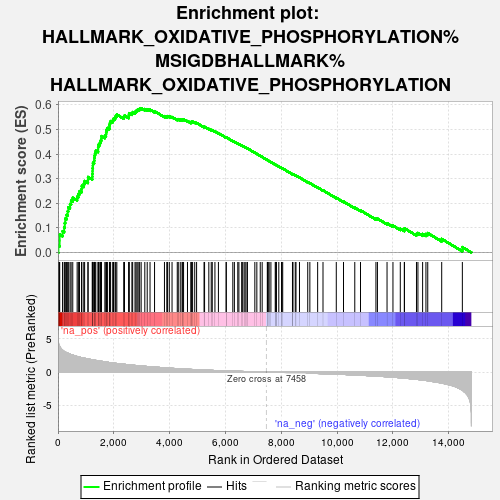 Enrichment plot:
HALLMARK_OXIDATIVE_PHOSPHORYLATION%
MSIGDBHALLMARK%
HALLMARK_OXIDATIVE_PHOSPHORYLATION
Enrichment score (ES)
0.6
0.5
0.4
0.3
0.2
0.1
0.0
'na_pos' (positively correlated)
Ranked list metric (PreRanked)
5
0
-5
Zero cross at 7458
'na_neg' (negatively correlated)
0
2,000
4,000
6,000
8,000
10,000
12,000
14,000
Rank in Ordered Dataset
Enrichment profile
Hits
Ranking metric scores